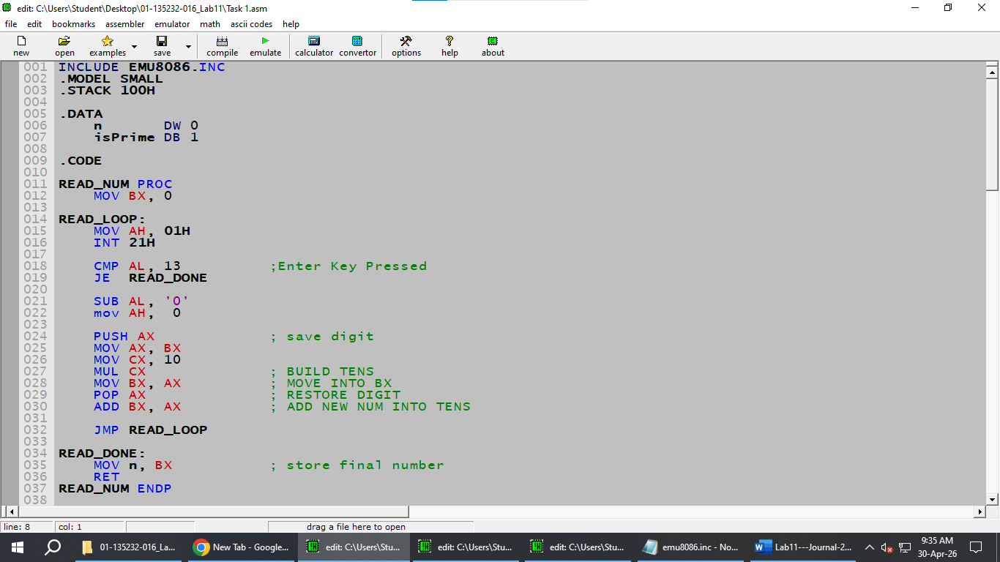 edit: C:\Users\Student\Desktop\01-135232-016_Lab11\Task 1.asm
file edit bookmarks assembler emulator math ascii codes help
new open examples save compile emulate calculator convertor options help about
001 INCLUDE EMU8086.INC
002 .MODEL SMALL
003 .STACK 100H
004
005 .DATA
006     n       DW 0
007     isPrime DB 1
008
009 .CODE
010
011 READ_NUM PROC
012     MOV BX, 0
013
014 READ_LOOP:
015     MOV AH, 01H
016     INT 21H
017
018     CMP AL, 13          ;Enter Key Pressed
019     JE  READ_DONE
020
021     SUB AL, '0'
022     mov AH,  0
023
024     PUSH AX             ; save digit
025     MOV AX, BX
026     MOV CX, 10
027     MUL CX              ; BUILD TENS
028     MOV BX, AX          ; MOVE INTO BX
029     POP AX              ; RESTORE DIGIT
030     ADD BX, AX          ; ADD NEW NUM INTO TENS
031
032     JMP READ_LOOP
033
034 READ_DONE:
035     MOV n, BX           ; store final number
036     RET
037 READ_NUM ENDP
038
line: 8 col: 1 drag a file here to open
01-135232-016_La... New Tab - Google... edit: C:\Users\Stu... edit: C:\Users\Stu... edit: C:\Users\Stu... emu8086.inc - No... Lab11---Journal-2... 9:35 AM
30-Apr-26